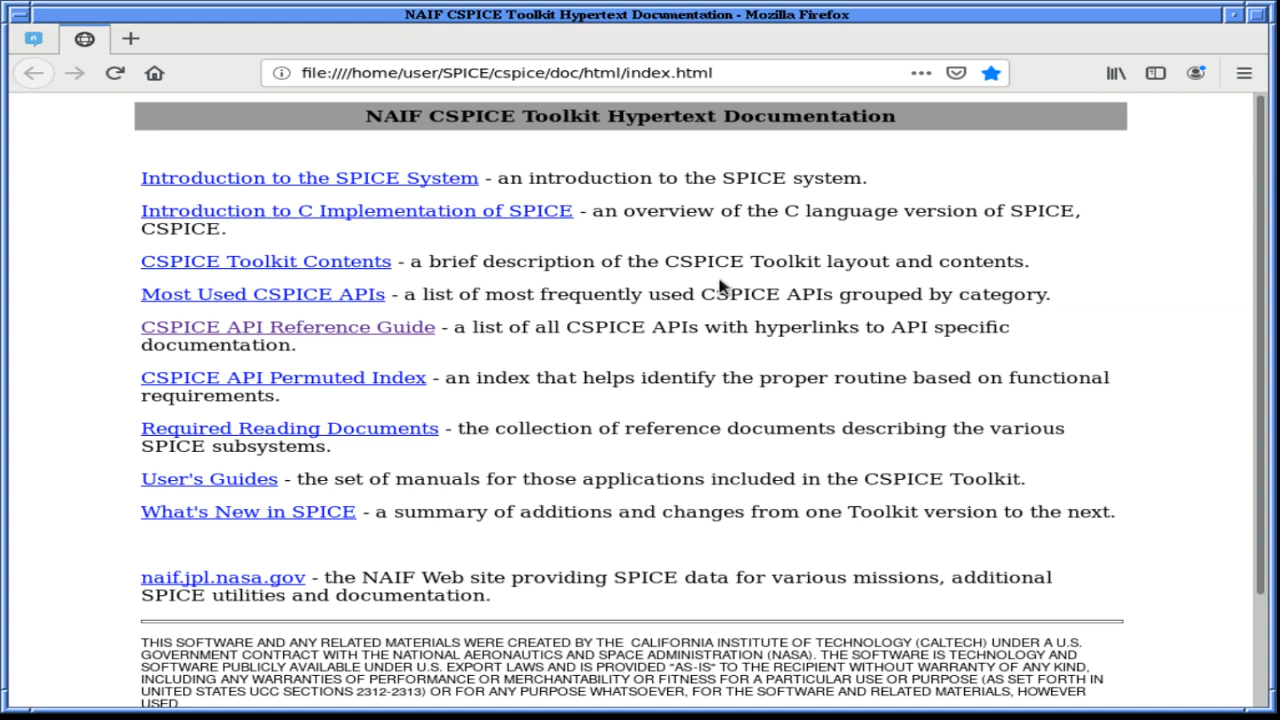 NAIF CSPICE Toolkit Hypertext Documentation - Mozilla Firefox
file:////home/user/SPICE/cspice/doc/html/index.html
NAIF CSPICE Toolkit Hypertext Documentation
Introduction to the SPICE System - an introduction to the SPICE system.
Introduction to C Implementation of SPICE - an overview of the C language version of SPICE,
CSPICE.
CSPICE Toolkit Contents - a brief description of the CSPICE Toolkit layout and contents.
Most Used CSPICE APIs - a list of most frequently used CSPICE APIs grouped by category.
CSPICE API Reference Guide - a list of all CSPICE APIs with hyperlinks to API specific
documentation.
CSPICE API Permuted Index - an index that helps identify the proper routine based on functional
requirements.
Required Reading Documents - the collection of reference documents describing the various
SPICE subsystems.
User's Guides - the set of manuals for those applications included in the CSPICE Toolkit.
What's New in SPICE - a summary of additions and changes from one Toolkit version to the next.
naif.jpl.nasa.gov - the NAIF Web site providing SPICE data for various missions, additional
SPICE utilities and documentation.
THIS SOFTWARE AND ANY RELATED MATERIALS WERE CREATED BY THE CALIFORNIA INSTITUTE OF TECHNOLOGY (CALTECH) UNDER A U.S.
GOVERNMENT CONTRACT WITH THE NATIONAL AERONAUTICS AND SPACE ADMINISTRATION (NASA). THE SOFTWARE IS TECHNOLOGY AND
SOFTWARE PUBLICLY AVAILABLE UNDER U.S. EXPORT LAWS AND IS PROVIDED "AS-IS" TO THE RECIPIENT WITHOUT WARRANTY OF ANY KIND,
INCLUDING ANY WARRANTIES OF PERFORMANCE OR MERCHANTABILITY OR FITNESS FOR A PARTICULAR USE OR PURPOSE (AS SET FORTH IN
UNITED STATES UCC SECTIONS 2312-2313) OR FOR ANY PURPOSE WHATSOEVER, FOR THE SOFTWARE AND RELATED MATERIALS, HOWEVER
USED.